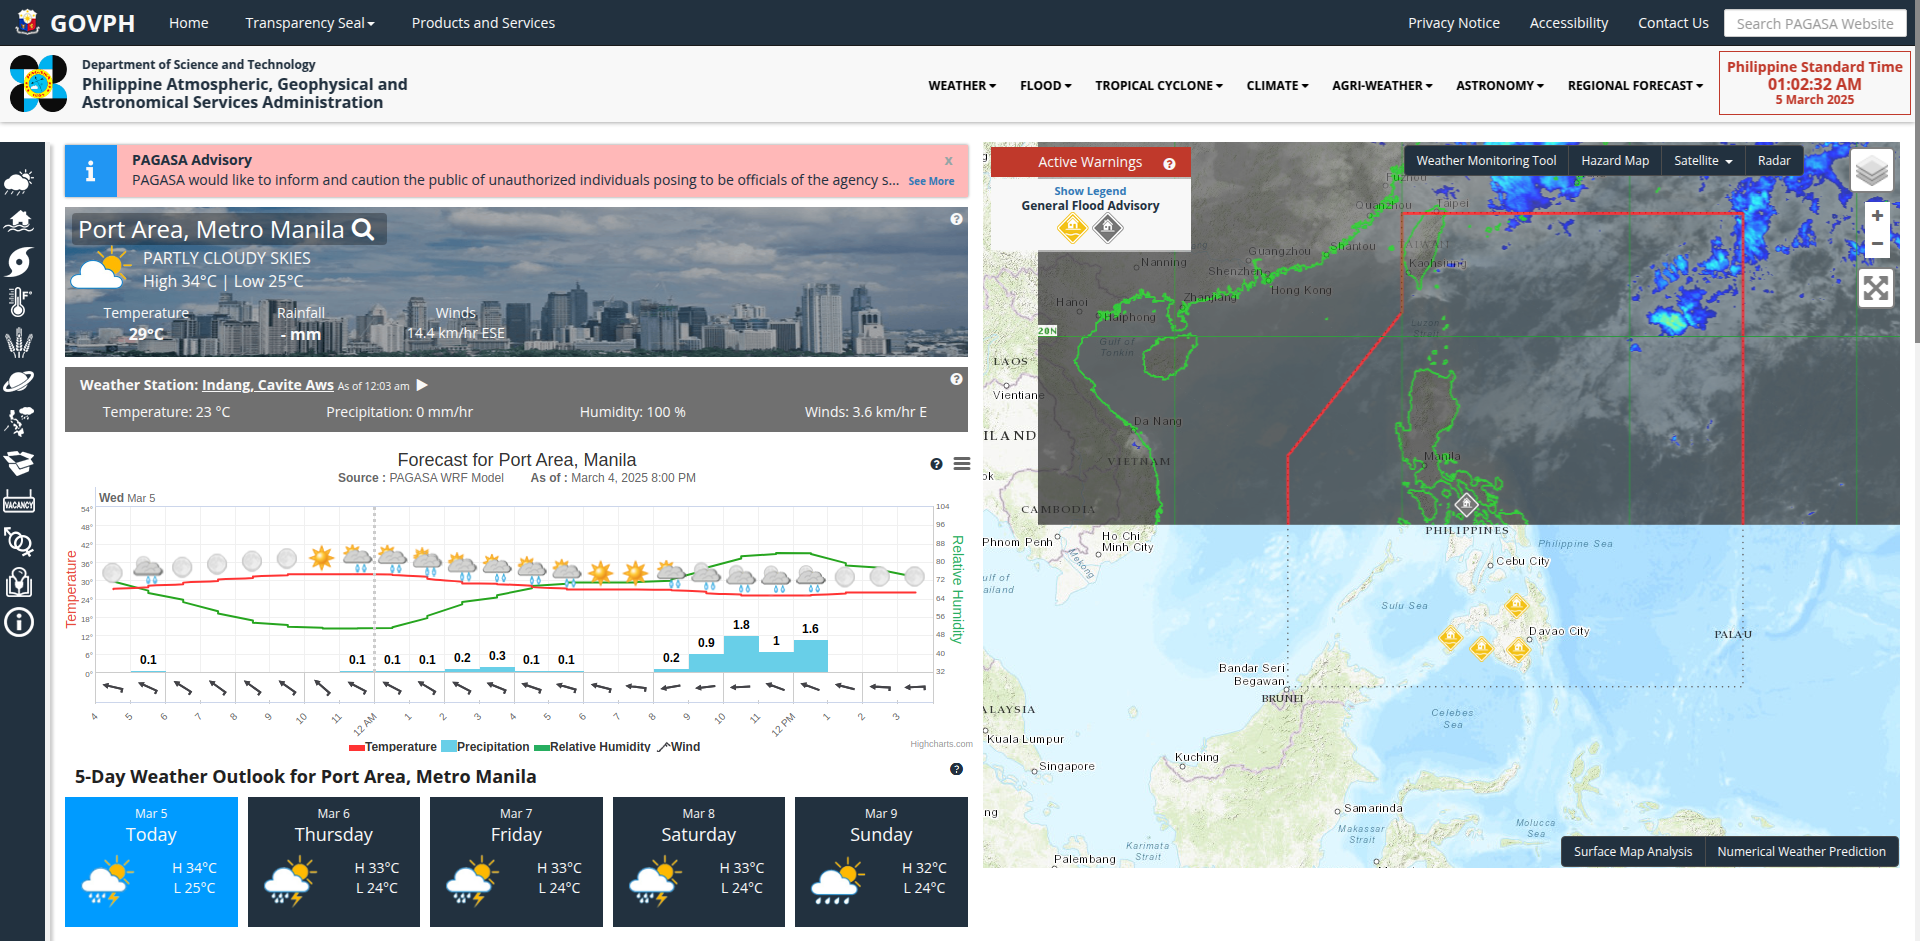 GOVPH
Home
Transparency Seal
Products and Services
Privacy Notice
Accessibility
Contact Us
Search PAGASA Website
Department of Science and Technology
Philippine Atmospheric, Geophysical and
Astronomical Services Administration
WEATHER
FLOOD
TROPICAL CYCLONE
CLIMATE
AGRI-WEATHER
ASTRONOMY
REGIONAL FORECAST
Philippine Standard Time
01:02:32 AM
5 March 2025
VACANCY
PAGASA Advisory
x
PAGASA would like to inform and caution the public of unauthorized individuals posing to be officials of the agency s... See More
Port Area, Metro Manila
PARTLY CLOUDY SKIES
High 34°C | Low 25°C
Temperature
29°C
Rainfall
- mm
Winds
14.4 km/hr ESE
Weather Station: Indang, Cavite Aws As of 12:03 am
Temperature: 23 °C
Precipitation: 0 mm/hr
Humidity: 100 %
Winds: 3.6 km/hr E
Forecast for Port Area, Manila
Source : PAGASA WRF Model As of : March 4, 2025 8:00 PM
Wed Mar 5
Temperature
54°
48°
42°
36°
30°
24°
18°
12°
6°
0°
Relative Humidity
104
96
88
80
72
64
56
48
40
32
0.1
0.1
0.1
0.1
0.2
0.3
0.1
0.1
0.2
0.9
1.8
1
1.6
4
5
6
7
8
9
10
11
12 AM
1
2
3
4
5
6
7
8
9
10
11
12 PM
1
2
3
Temperature
Precipitation
Relative Humidity
Wind
Highcharts.com
5-Day Weather Outlook for Port Area, Metro Manila
Mar 5
Today
H 34°C
L 25°C
Mar 6
Thursday
H 33°C
L 24°C
Mar 7
Friday
H 33°C
L 24°C
Mar 8
Saturday
H 33°C
L 24°C
Mar 9
Sunday
H 32°C
L 24°C
Active Warnings
Show Legend
General Flood Advisory
Weather Monitoring Tool
Hazard Map
Satellite
Radar
+
−
Fuzhou
Quanzhou
Taipei
TAIWAN
Kaohsiung
Shantou
Guangzhou
Shenzhen
Hong Kong
Nanning
Zhanjiang
Hanoi
Haiphong
20N
Gulf of
Tonkin
LAOS
Vientiane
Da Nang
ILAND
VIETNAM
Manila
ok
CAMBODIA
Phnom Penh
Ho Chi
Minh City
Mekong
ulf of
ailand
PHILIPPINES
Philippine Sea
Cebu City
Sulu Sea
Davao City
PALAU
Bandar Seri
Begawan
BRUNEI
ALAYSIA
Celebes
Sea
Kuala Lumpur
Kuching
Singapore
ng
Samarinda
Makassar
Strait
Molucca
Sea
Karimata
Strait
Palembang
Surface Map Analysis
Numerical Weather Prediction